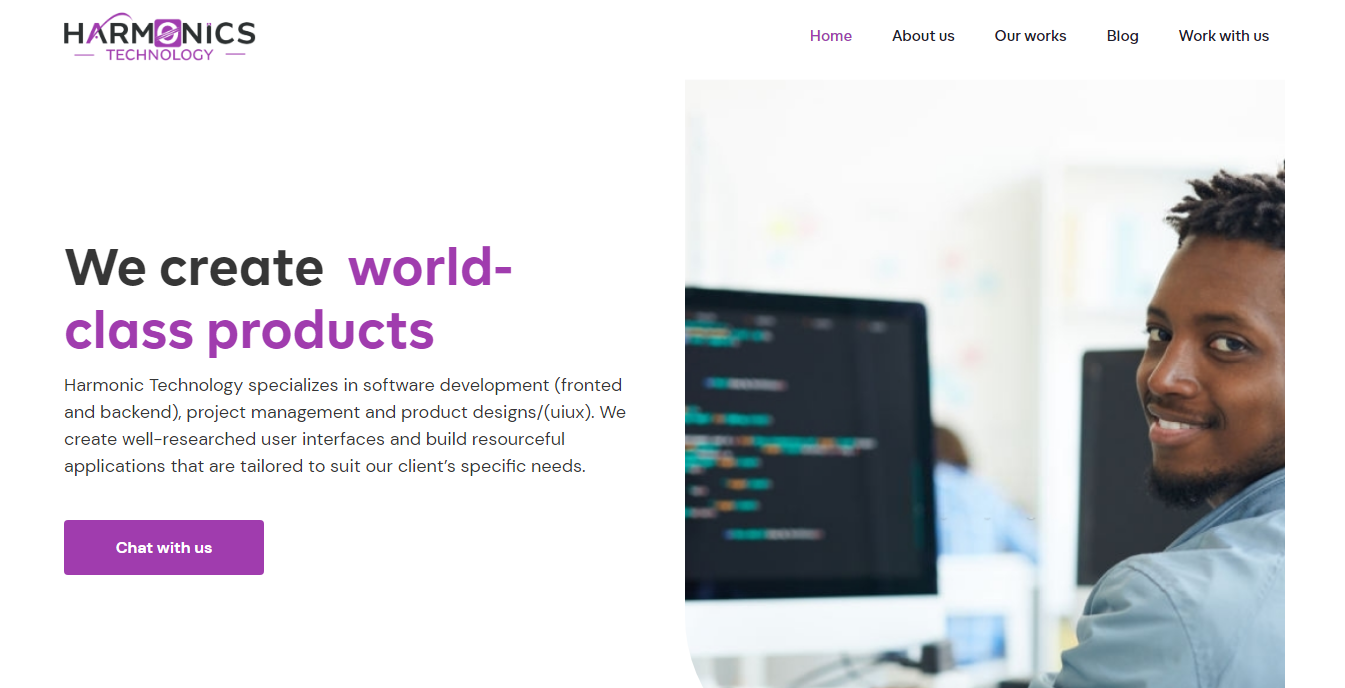 HARMONICS
TECHNOLOGY
Home About us Our works Blog Work with us
We create world-
class products
Harmonic Technology specializes in software development (fronted
and backend), project management and product designs/(uiux). We
create well-researched user interfaces and build resourceful
applications that are tailored to suit our client’s specific needs.
Chat with us